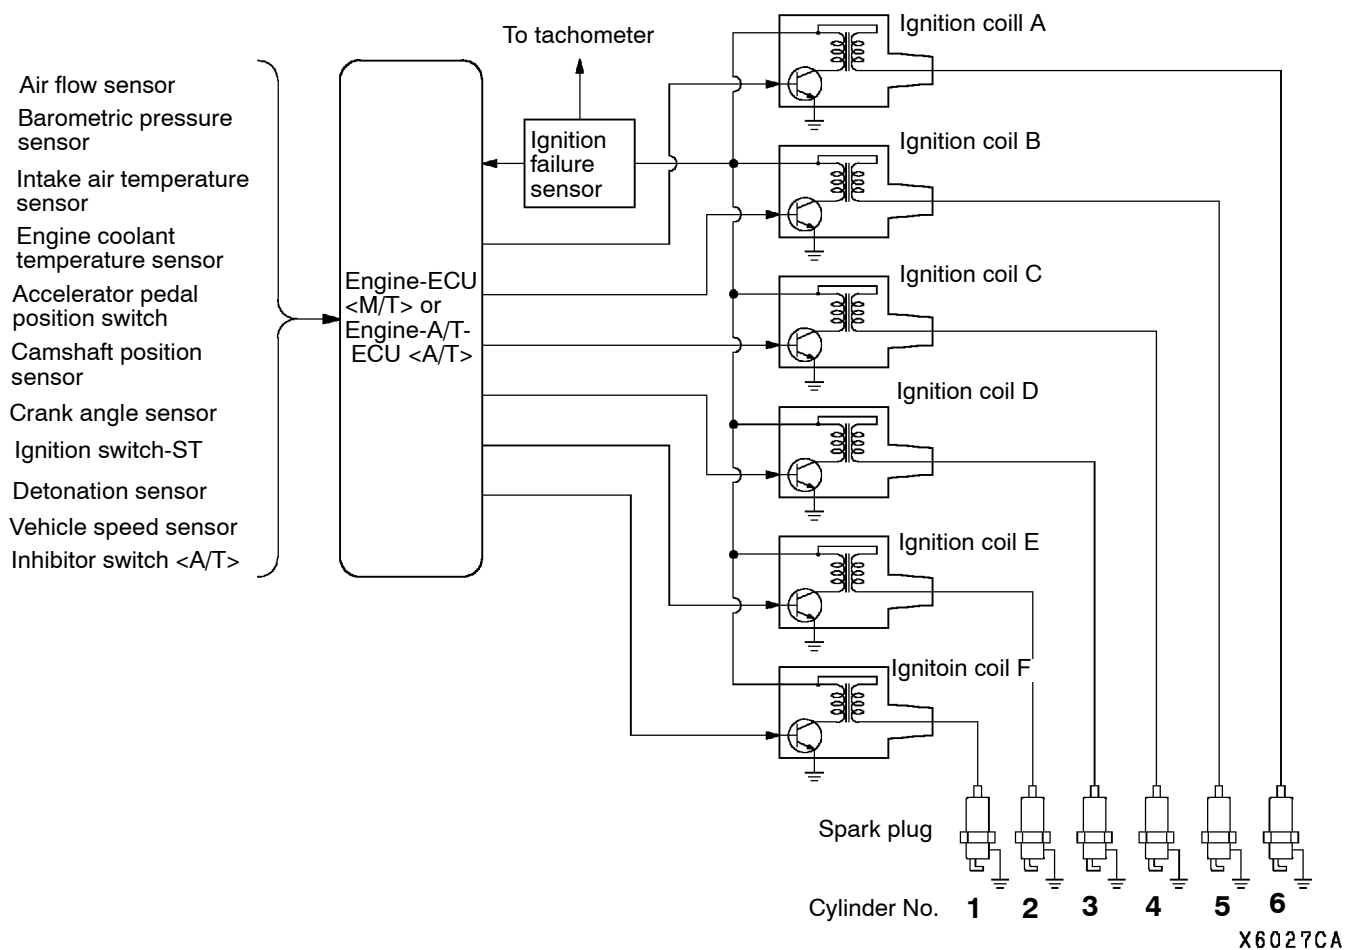 Air flow sensor
Barometric pressure
sensor
Intake air temperature
sensor
Engine coolant
temperature sensor
Accelerator pedal
position switch
Camshaft position
sensor
Crank angle sensor
Ignition switch-ST
Detonation sensor
Vehicle speed sensor
Inhibitor switch <A/T>
Engine-ECU
<M/T> or
Engine-A/T-
ECU <A/T>
To tachometer
Ignition
failure
sensor
Ignition coill A
Ignition coil B
Ignition coil C
Ignition coil D
Ignition coil E
Ignitoin coil F
Spark plug
Cylinder No. 1 2 3 4 5 6
X6027CA